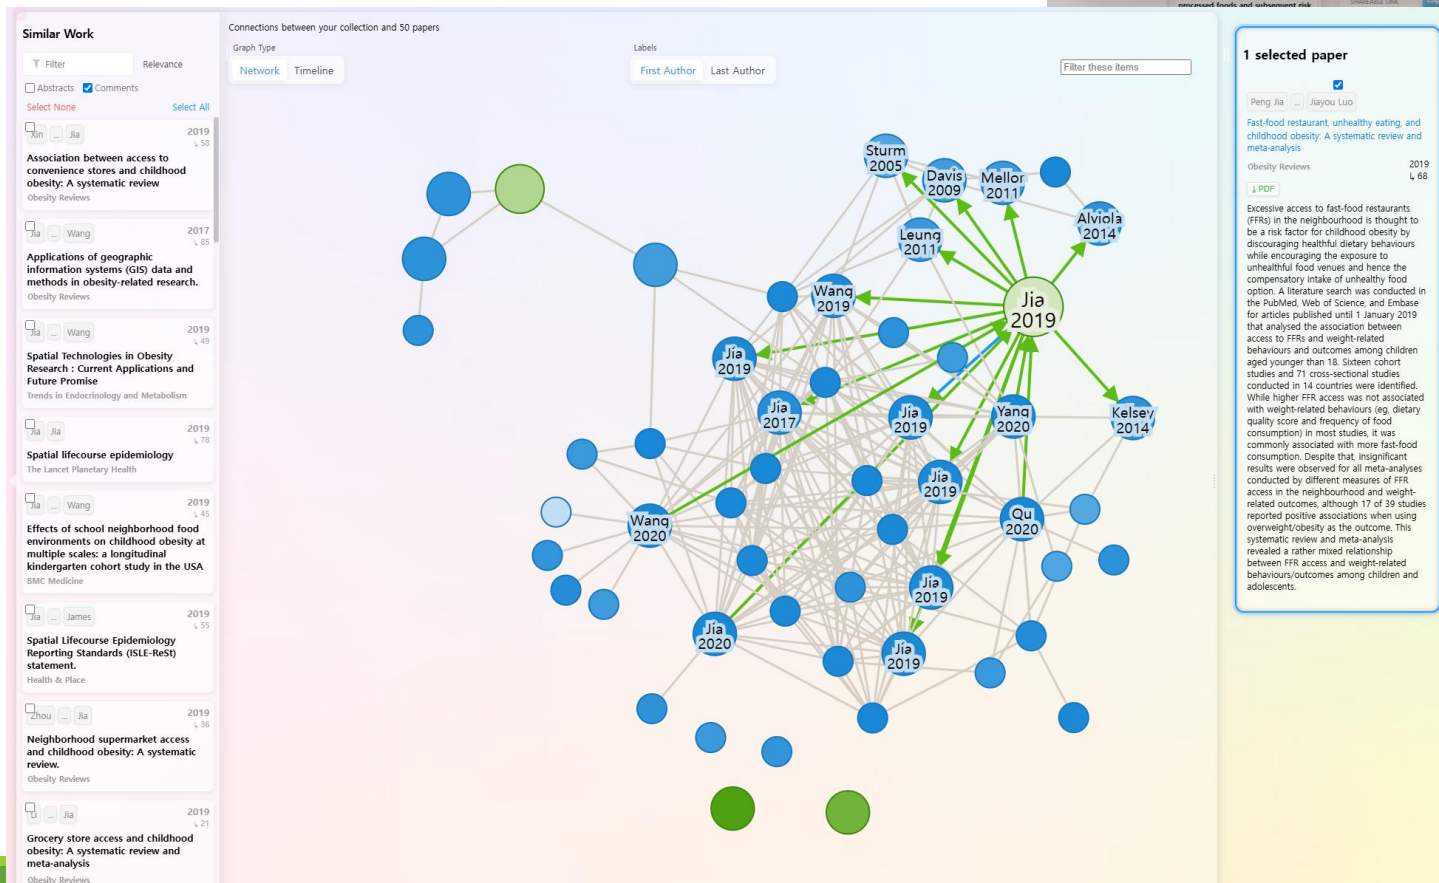 processed foods and subsequent risk
SHAREABLE LINK
Similar Work
Filter
Relevance
Abstracts
Comments
Select None
Select All
Xin ... Jia
2019
58
Association between access to
convenience stores and childhood
obesity: A systematic review
Obesity Reviews
Jia ... Wang
2017
85
Applications of geographic
information systems (GIS) data and
methods in obesity-related research.
Obesity Reviews
Jia ... Wang
2019
49
Spatial Technologies in Obesity
Research : Current Applications and
Future Promise
Trends in Endocrinology and Metabolism
Jia Jia
2019
78
Spatial lifecourse epidemiology
The Lancet Planetary Health
Jia ... Wang
2019
45
Effects of school neighborhood food
environments on childhood obesity at
multiple scales: a longitudinal
kindergarten cohort study in the USA
BMC Medicine
Jia ... James
2019
55
Spatial Lifecourse Epidemiology
Reporting Standards (ISLE-ReSt)
statement.
Health & Place
Zhou ... Jia
2019
36
Neighborhood supermarket access
and childhood obesity: A systematic
review.
Obesity Reviews
Li ... Jia
2019
21
Grocery store access and childhood
obesity: A systematic review and
meta-analysis
Obesity Reviews
Connections between your collection and 50 papers
Graph Type
Network Timeline
Labels
First Author Last Author
Filter these items
Sturm
2005
Davis
2009
Mellor
2011
Alviola
2014
Leung
2011
Wang
2019
Jia
2019
Jia
2019
Jia
2017
Jia
2019
Yang
2020
Kelsey
2014
Jia
2019
Qu
2020
Wang
2020
Jia
2019
Jia
2020
Jia
2019
1 selected paper
Peng Jia ... Jiayou Luo
Fast-food restaurant, unhealthy eating, and
childhood obesity: A systematic review and
meta-analysis
Obesity Reviews
2019
68
PDF
Excessive access to fast-food restaurants
(FFRs) in the neighbourhood is thought to
be a risk factor for childhood obesity by
discouraging healthful dietary behaviours
while encouraging the exposure to
unhealthful food venues and hence the
compensatory intake of unhealthy food
option. A literature search was conducted in
the PubMed, Web of Science, and Embase
for articles published until 1 January 2019
that analysed the association between
access to FFRs and weight-related
behaviours and outcomes among children
aged younger than 18. Sixteen cohort
studies and 71 cross-sectional studies
conducted in 14 countries were identified.
While higher FFR access was not associated
with weight-related behaviours (eg, dietary
quality score and frequency of food
consumption) in most studies, it was
commonly associated with more fast-food
consumption. Despite that, insignificant
results were observed for all meta-analyses
conducted by different measures of FFR
access in the neighbourhood and weight-
related outcomes, although 17 of 39 studies
reported positive associations when using
overweight/obesity as the outcome. This
systematic review and meta-analysis
revealed a rather mixed relationship
between FFR access and weight-related
behaviours/outcomes among children and
adolescents.